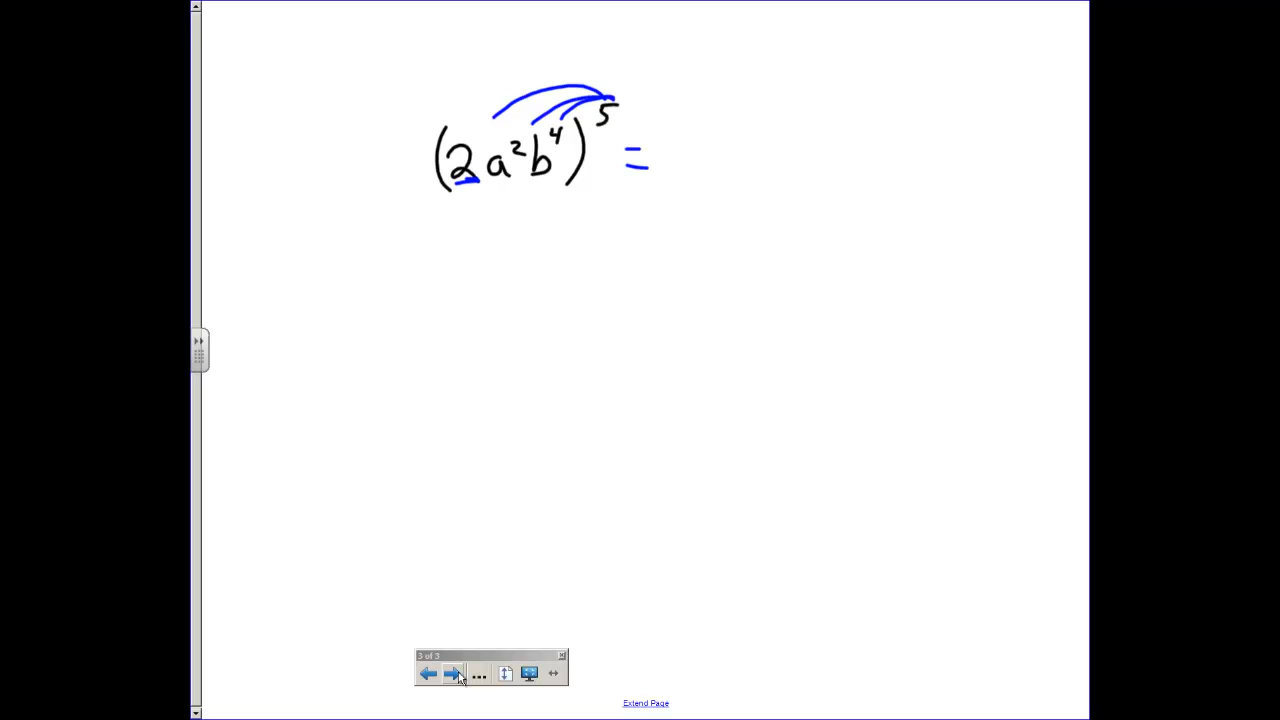 (2a²b⁴)⁵ =
3 of 3
Extend Page